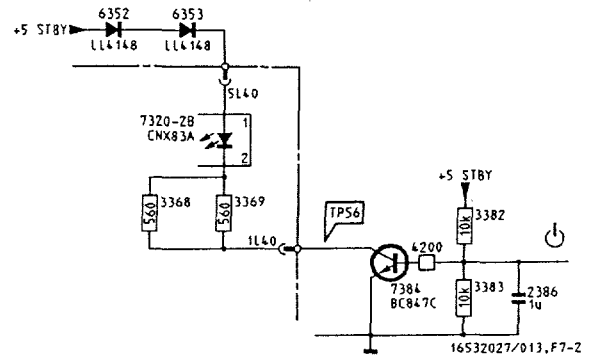 6352
6353
+5 STBY
LL4148
LL4148
5L40
7320-2B
CNX83A
1
2
+5 STBY
560
3368
560
3369
TP56
3382
10k
1L40
4200
7384
BC847C
3383
10k
2386
1u
16532027/013,F7-2